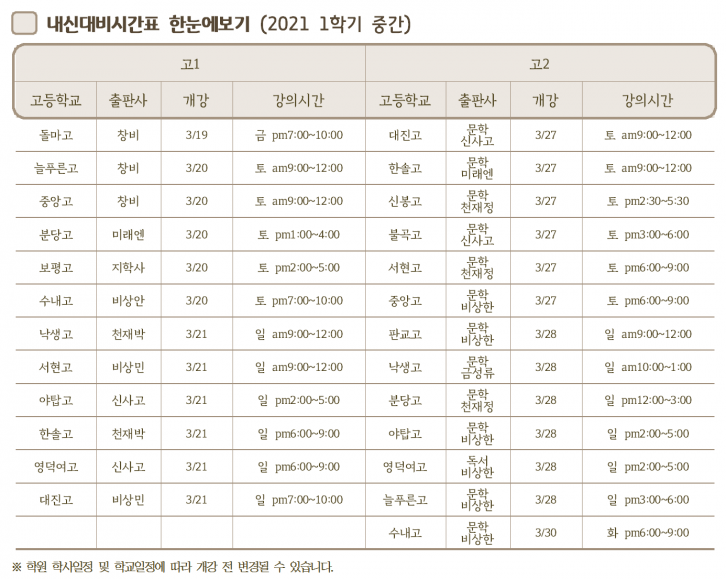 내신대비시간표 한눈에보기 (2021 1학기 중간)
고1 고2
고등학교 출판사 개강 강의시간 고등학교 출판사 개강 강의시간
돌마고 창비 3/19 금 pm7:00~10:00 대진고 문학 신사고 3/27 토 am9:00~12:00
늘푸른고 창비 3/20 토 am9:00~12:00 한솔고 문학 미래엔 3/27 토 am9:00~12:00
중앙고 창비 3/20 토 am9:00~12:00 신봉고 문학 천재정 3/27 토 pm2:30~5:30
분당고 미래엔 3/20 토 pm1:00~4:00 불곡고 문학 신사고 3/27 토 pm3:00~6:00
보평고 지학사 3/20 토 pm2:00~5:00 서현고 문학 천재정 3/27 토 pm6:00~9:00
수내고 비상안 3/20 토 pm7:00~10:00 중앙고 문학 비상한 3/27 토 pm6:00~9:00
낙생고 천재박 3/21 일 am9:00~12:00 판교고 문학 비상한 3/28 일 am9:00~12:00
서현고 비상민 3/21 일 am9:00~12:00 낙생고 문학 금성류 3/28 일 am10:00~1:00
야탑고 신사고 3/21 일 pm2:00~5:00 분당고 문학 천재정 3/28 일 pm12:00~3:00
한솔고 천재박 3/21 일 pm6:00~9:00 야탑고 문학 비상한 3/28 일 pm2:00~5:00
영덕여고 신사고 3/21 일 pm6:00~9:00 영덕여고 독서 비상한 3/28 일 pm2:00~5:00
대진고 비상민 3/21 일 pm7:00~10:00 늘푸른고 문학 비상한 3/28 일 pm3:00~6:00
수내고 문학 비상한 3/30 화 pm6:00~9:00
※ 학원 학사일정 및 학교일정에 따라 개강 전 변경될 수 있습니다.